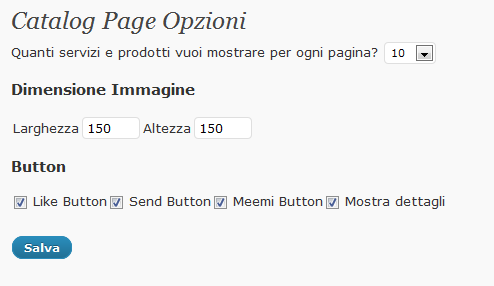 Catalog Page Opzioni
Quanti servizi e prodotti vuoi mostrare per ogni pagina? 10
Dimensione Immagine
Larghezza 150 Altezza 150
Button
Like Button Send Button Meemi Button Mostra dettagli
Salva